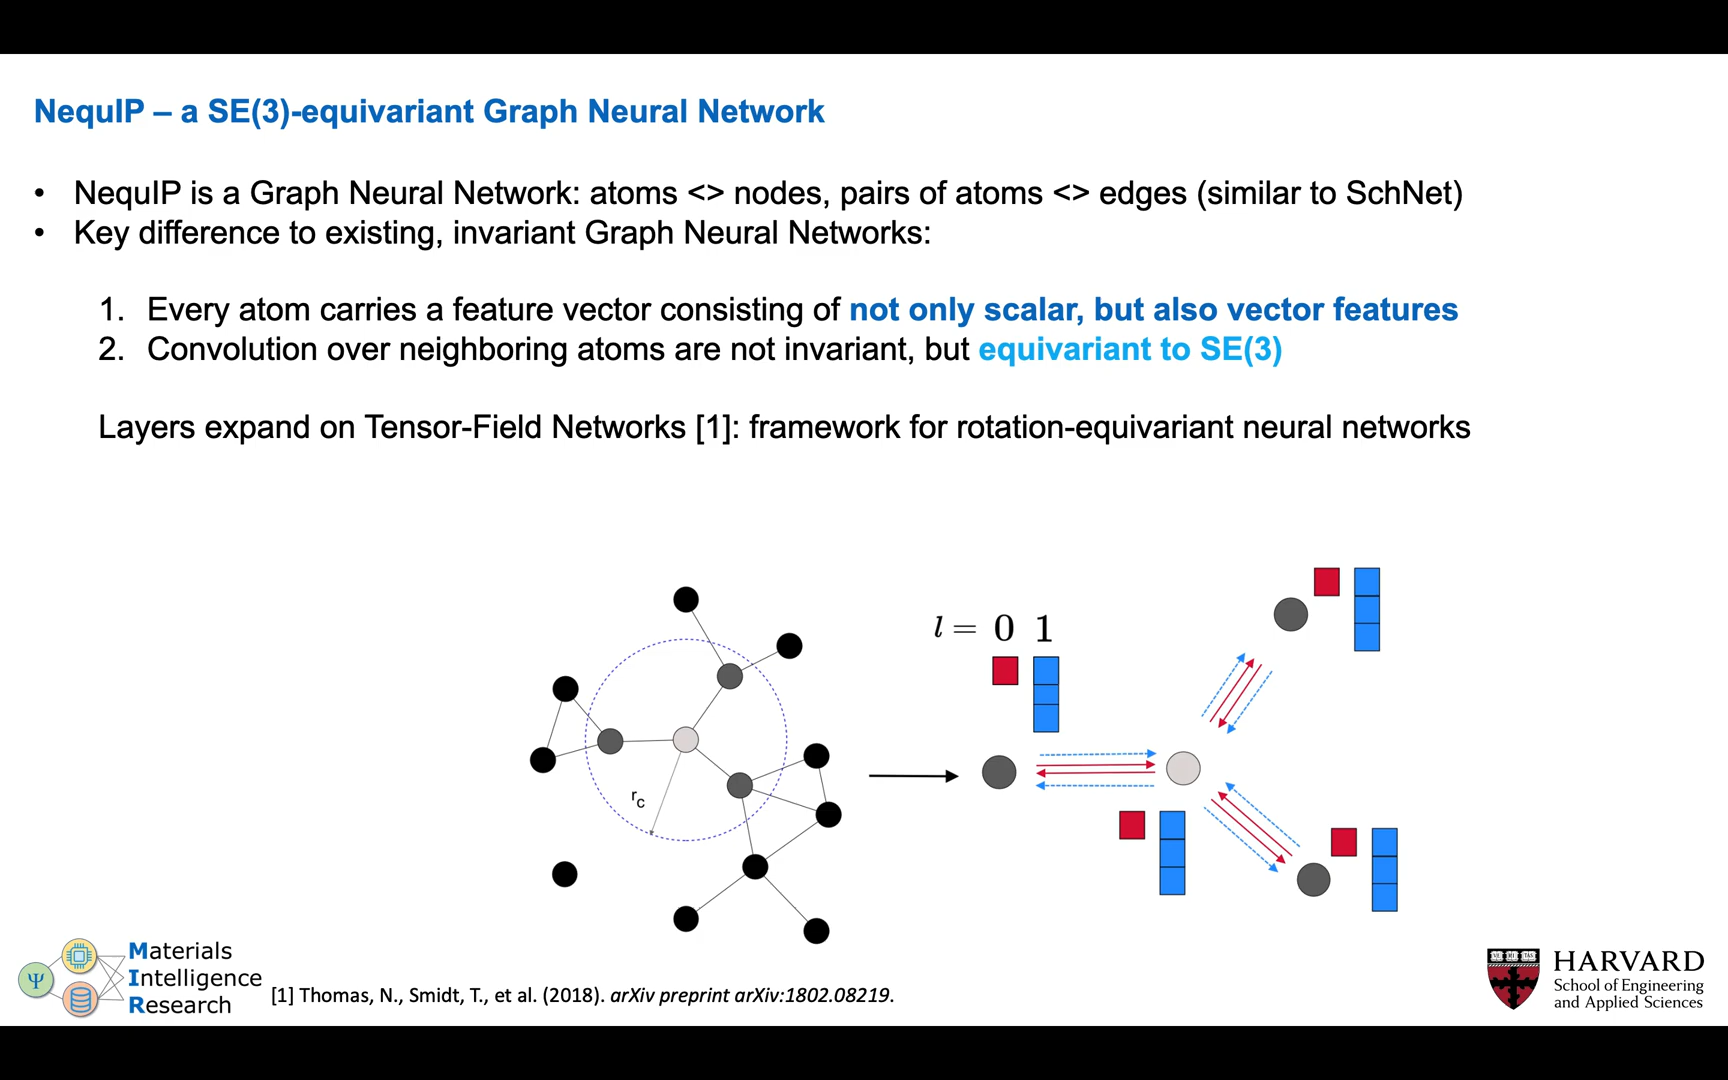 NequIP – a SE(3)-equivariant Graph Neural Network
• NequIP is a Graph Neural Network: atoms <> nodes, pairs of atoms <> edges (similar to SchNet)
• Key difference to existing, invariant Graph Neural Networks:
1. Every atom carries a feature vector consisting of not only scalar, but also vector features
2. Convolution over neighboring atoms are not invariant, but equivariant to SE(3)
Layers expand on Tensor-Field Networks [1]: framework for rotation-equivariant neural networks
l = 0 1
rc
Ψ
Materials
Intelligence
Research
[1] Thomas, N., Smidt, T., et al. (2018). arXiv preprint arXiv:1802.08219.
VE RI TAS
HARVARD
School of Engineering
and Applied Sciences